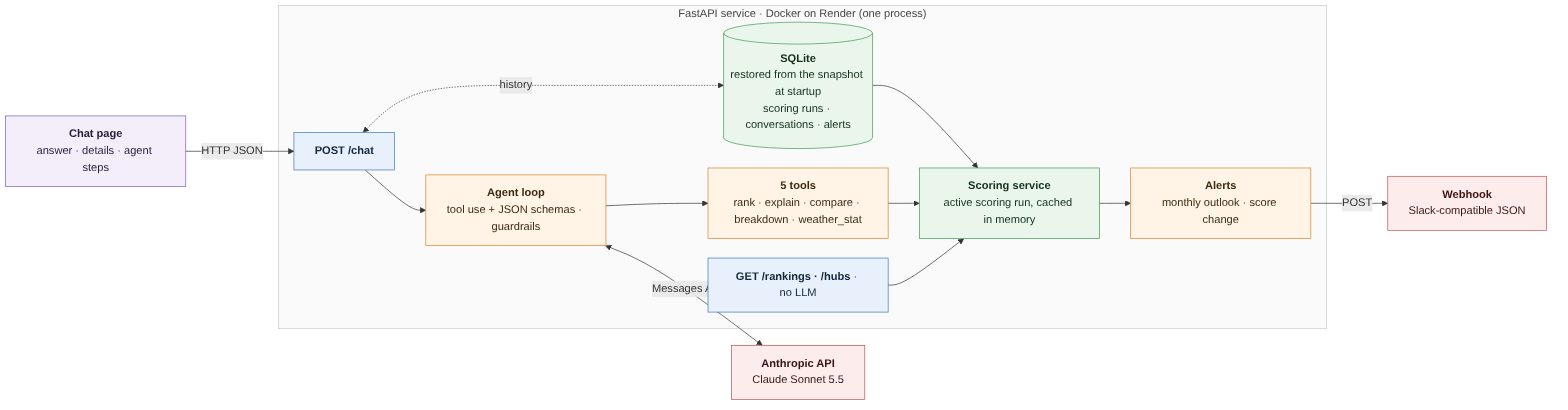 FastAPI service · Docker on Render (one process)
SQLite
restored from the snapshot
at startup
scoring runs ·
conversations · alerts
history
Chat page
answer · details · agent
steps
HTTP JSON
POST /chat
Agent loop
tool use + JSON schemas ·
guardrails
5 tools
rank · explain · compare ·
breakdown · weather_stat
Scoring service
active scoring run, cached
in memory
Alerts
monthly outlook · score
change
POST
Webhook
Slack-compatible JSON
Messages
GET /rankings · /hubs ·
no LLM
Anthropic API
Claude Sonnet 5.5